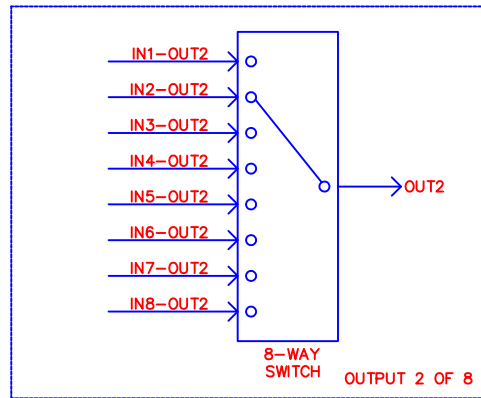 IN1-OUT2
IN2-OUT2
IN3-OUT2
IN4-OUT2
OUT2
IN5-OUT2
IN6-OUT2
IN7-OUT2
IN8-OUT2
8-WAY
SWITCH
OUTPUT 2 OF 8